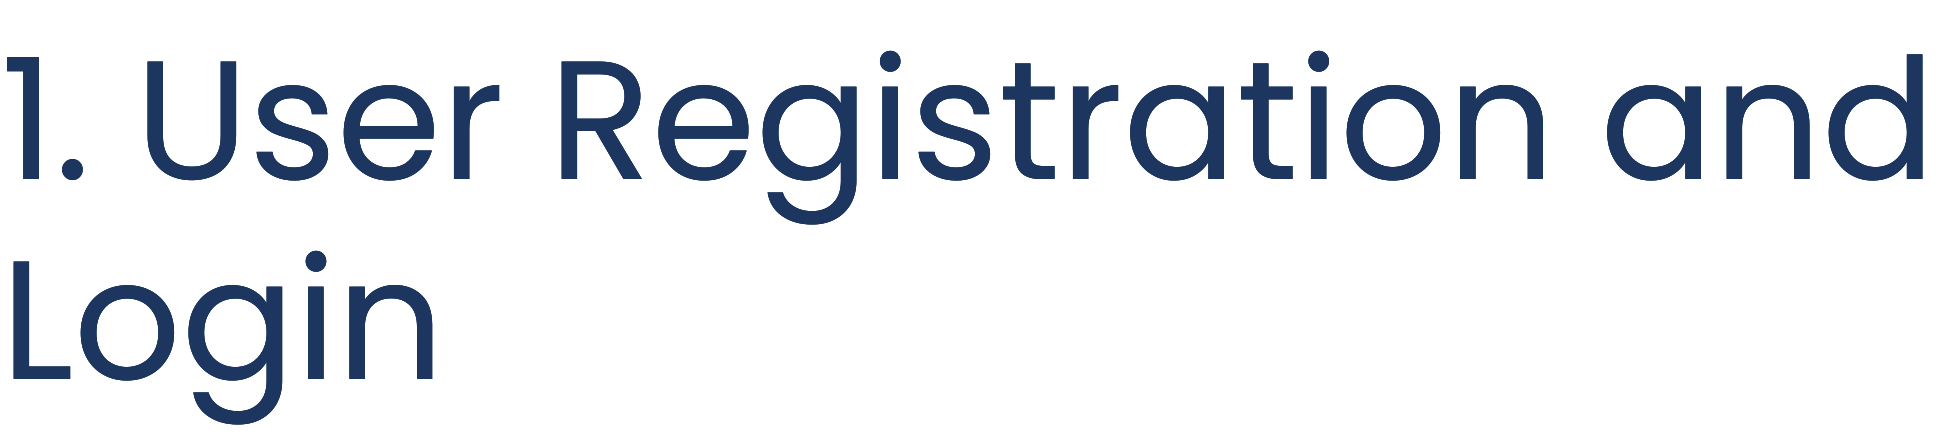 1. User Registration and
Login